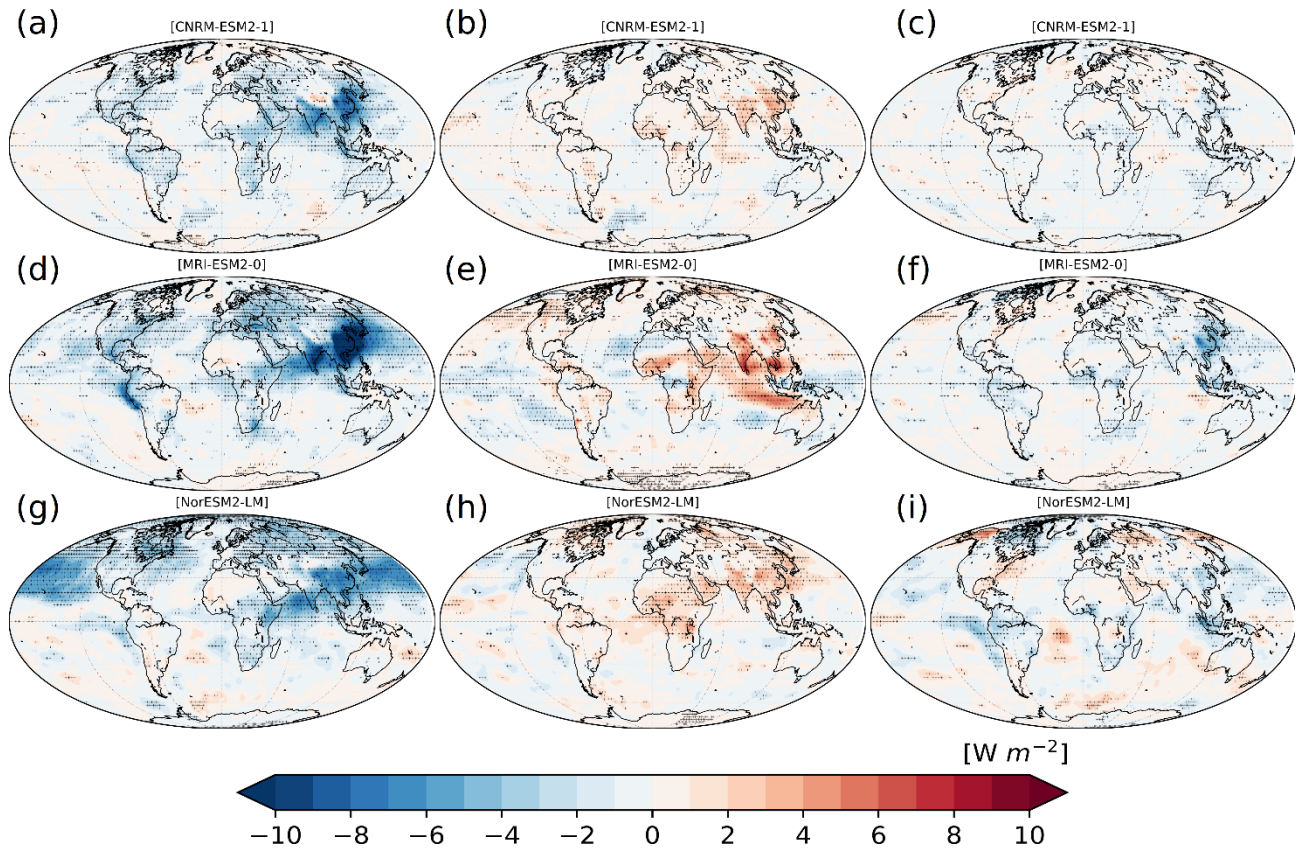 (a) [CNRM-ESM2-1]
(b) [CNRM-ESM2-1]
(c) [CNRM-ESM2-1]
(d) [MRI-ESM2-0]
(e) [MRI-ESM2-0]
(f) [MRI-ESM2-0]
(g) [NorESM2-LM]
(h) [NorESM2-LM]
(i) [NorESM2-LM]
[W m⁻²]
−10 −8 −6 −4 −2 0 2 4 6 8 10